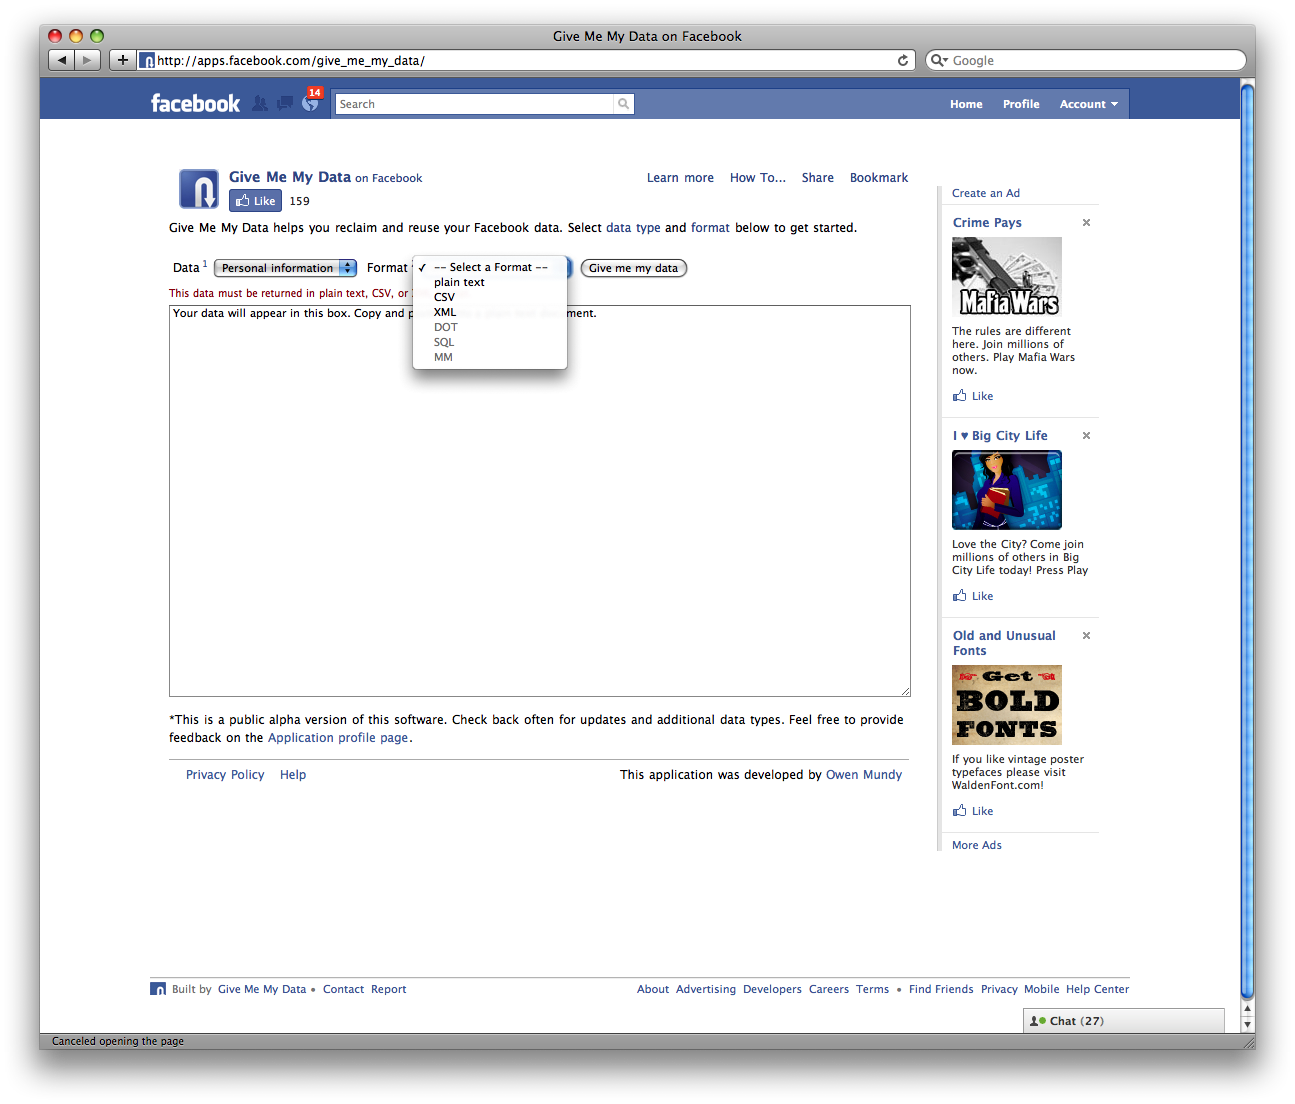 Give Me My Data on Facebook
http://apps.facebook.com/give_me_my_data/
Google
facebook
14
Search
Home Profile Account
Give Me My Data on Facebook
Learn more How To... Share Bookmark
Like 159
Give Me My Data helps you reclaim and reuse your Facebook data. Select data type and format below to get started.
Data 1 Personal information Format
Give me my data
✓ -- Select a Format --
plain text
CSV
XML
DOT
SQL
MM
This data must be returned in plain text, CSV, or
Your data will appear in this box. Copy and
*This is a public alpha version of this software. Check back often for updates and additional data types. Feel free to provide
feedback on the Application profile page.
Privacy Policy Help
This application was developed by Owen Mundy
Create an Ad
Crime Pays
Mafia Wars
The rules are different
here. Join millions of
others. Play Mafia Wars
now.
Like
I ♥ Big City Life
Love the City? Come join
millions of others in Big
City Life today! Press Play
Like
Old and Unusual
Fonts
Get
BOLD
FONTS
If you like vintage poster
typefaces please visit
WaldenFont.com!
Like
More Ads
Built by Give Me My Data • Contact Report
About Advertising Developers Careers Terms • Find Friends Privacy Mobile Help Center
Chat (27)
Canceled opening the page